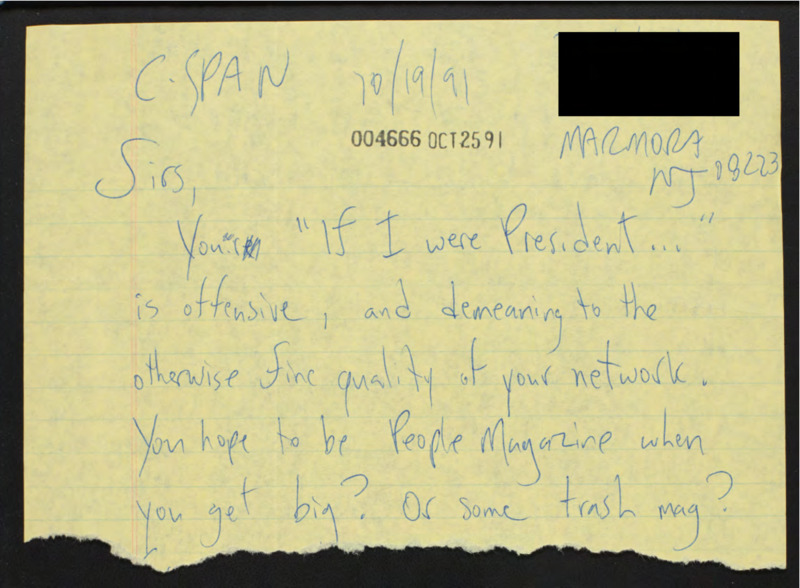 C-SPAN 10/19/91
004666 OCT 25 91
MARMORA
NJ 08223
Sirs,
Your "If I were President..."
is offensive, and demeaning to the
otherwise fine quality of your network.
You hope to be People Magazine when
you get big? Or some trash mag?